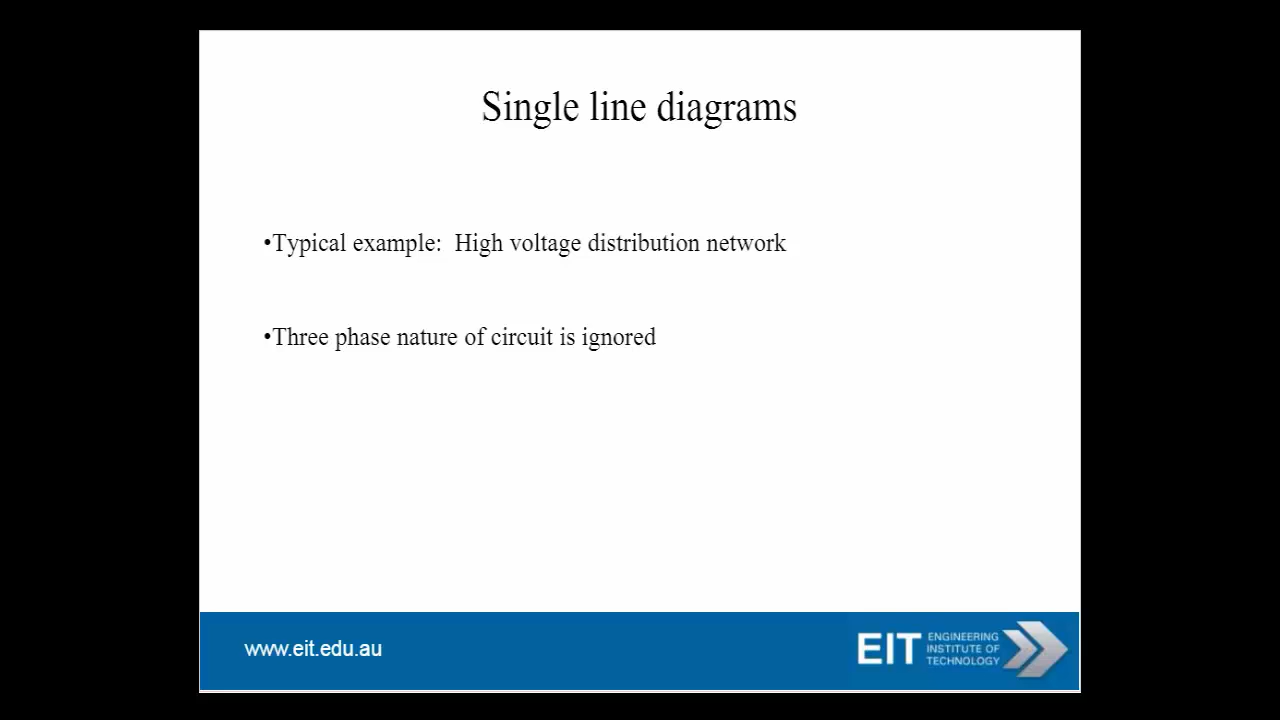 Single line diagrams
•Typical example:  High voltage distribution network
•Three phase nature of circuit is ignored
www.eit.edu.au
EIT
ENGINEERING
INSTITUTE OF
TECHNOLOGY